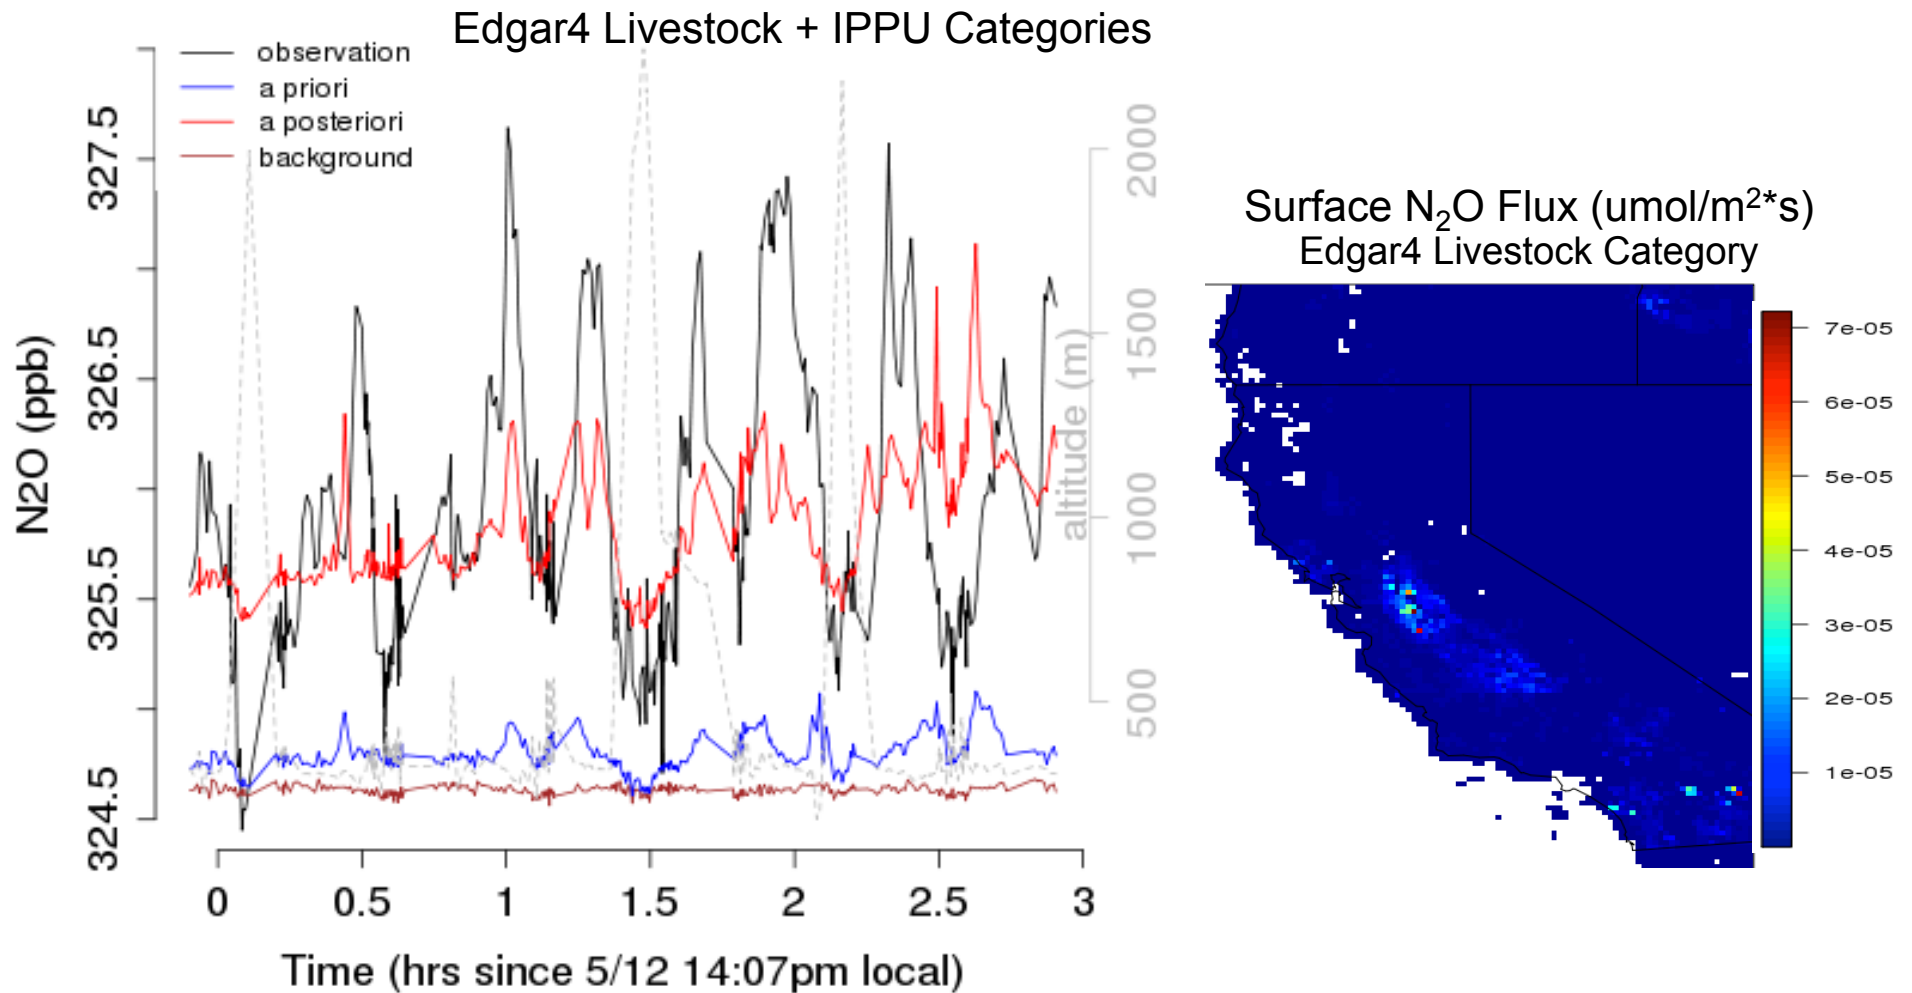 Edgar4 Livestock + IPPU Categories
observation
a priori
a posteriori
background
N2O (ppb)
327.5
326.5
325.5
324.5
altitude (m)
2000
1500
1000
500
0
0.5
1
1.5
2
2.5
3
Time (hrs since 5/12 14:07pm local)
Surface N₂O Flux (umol/m²*s)
Edgar4 Livestock Category
7e-05
6e-05
5e-05
4e-05
3e-05
2e-05
1e-05